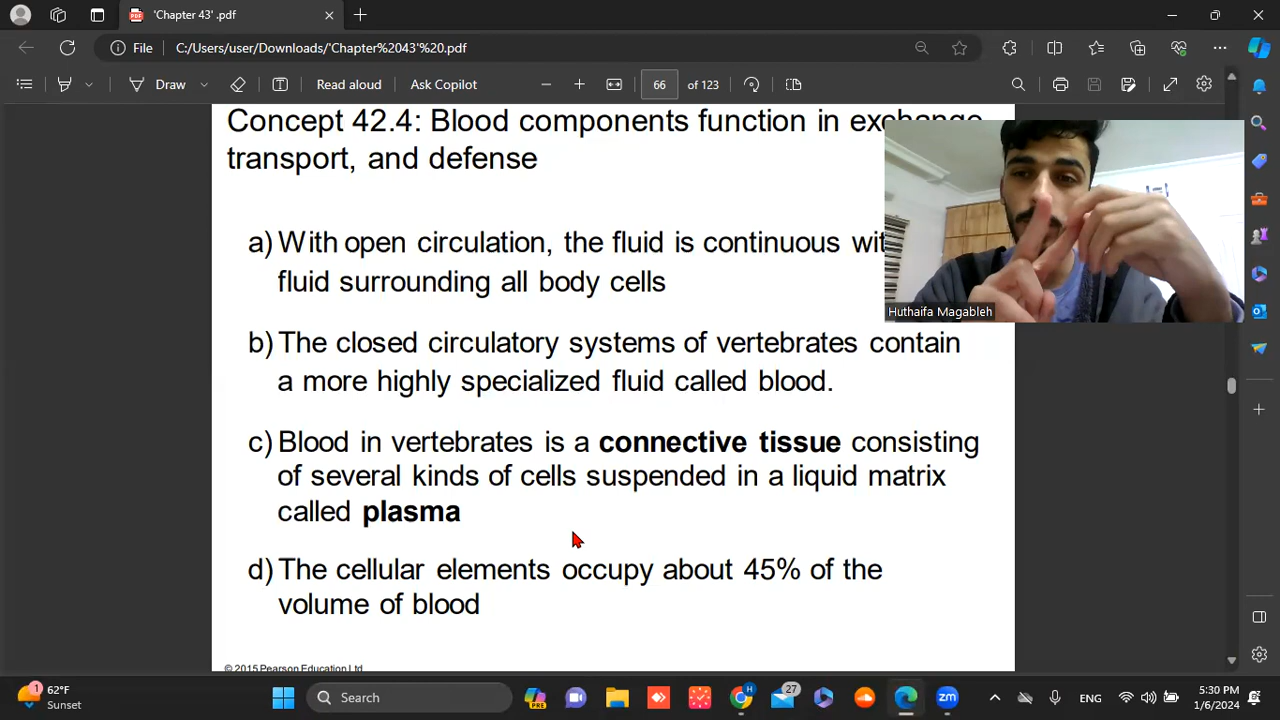 'Chapter 43' .pdf
File
C:/Users/user/Downloads/'Chapter%2043'%20.pdf
Draw
Read aloud
Ask Copilot
66
of 123
Concept 42.4: Blood components function in exchange
transport, and defense
a) With open circulation, the fluid is continuous wit
fluid surrounding all body cells
Huthaifa Magableh
b) The closed circulatory systems of vertebrates contain
a more highly specialized fluid called blood.
c) Blood in vertebrates is a connective tissue consisting
of several kinds of cells suspended in a liquid matrix
called plasma
d) The cellular elements occupy about 45% of the
volume of blood
© 2015 Pearson Education Ltd
1
62°F
Sunset
Search
PRE
H
27
zm
ENG
5:30 PM
1/6/2024